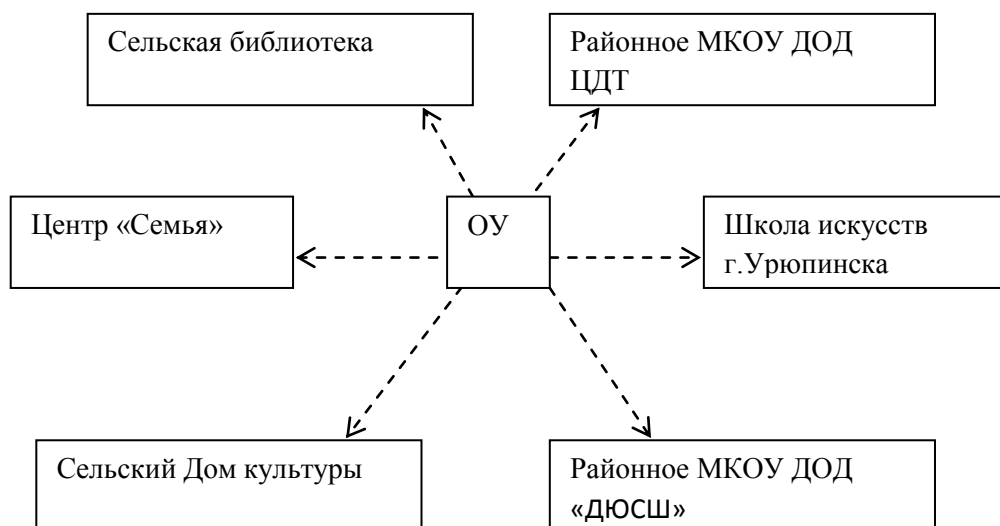 Сельская библиотека
Районное МКОУ ДОД
ЦДТ
Центр «Семья»
ОУ
Школа искусств
г.Урюпинска
Сельский Дом культуры
Районное МКОУ ДОД
«ДЮСШ»